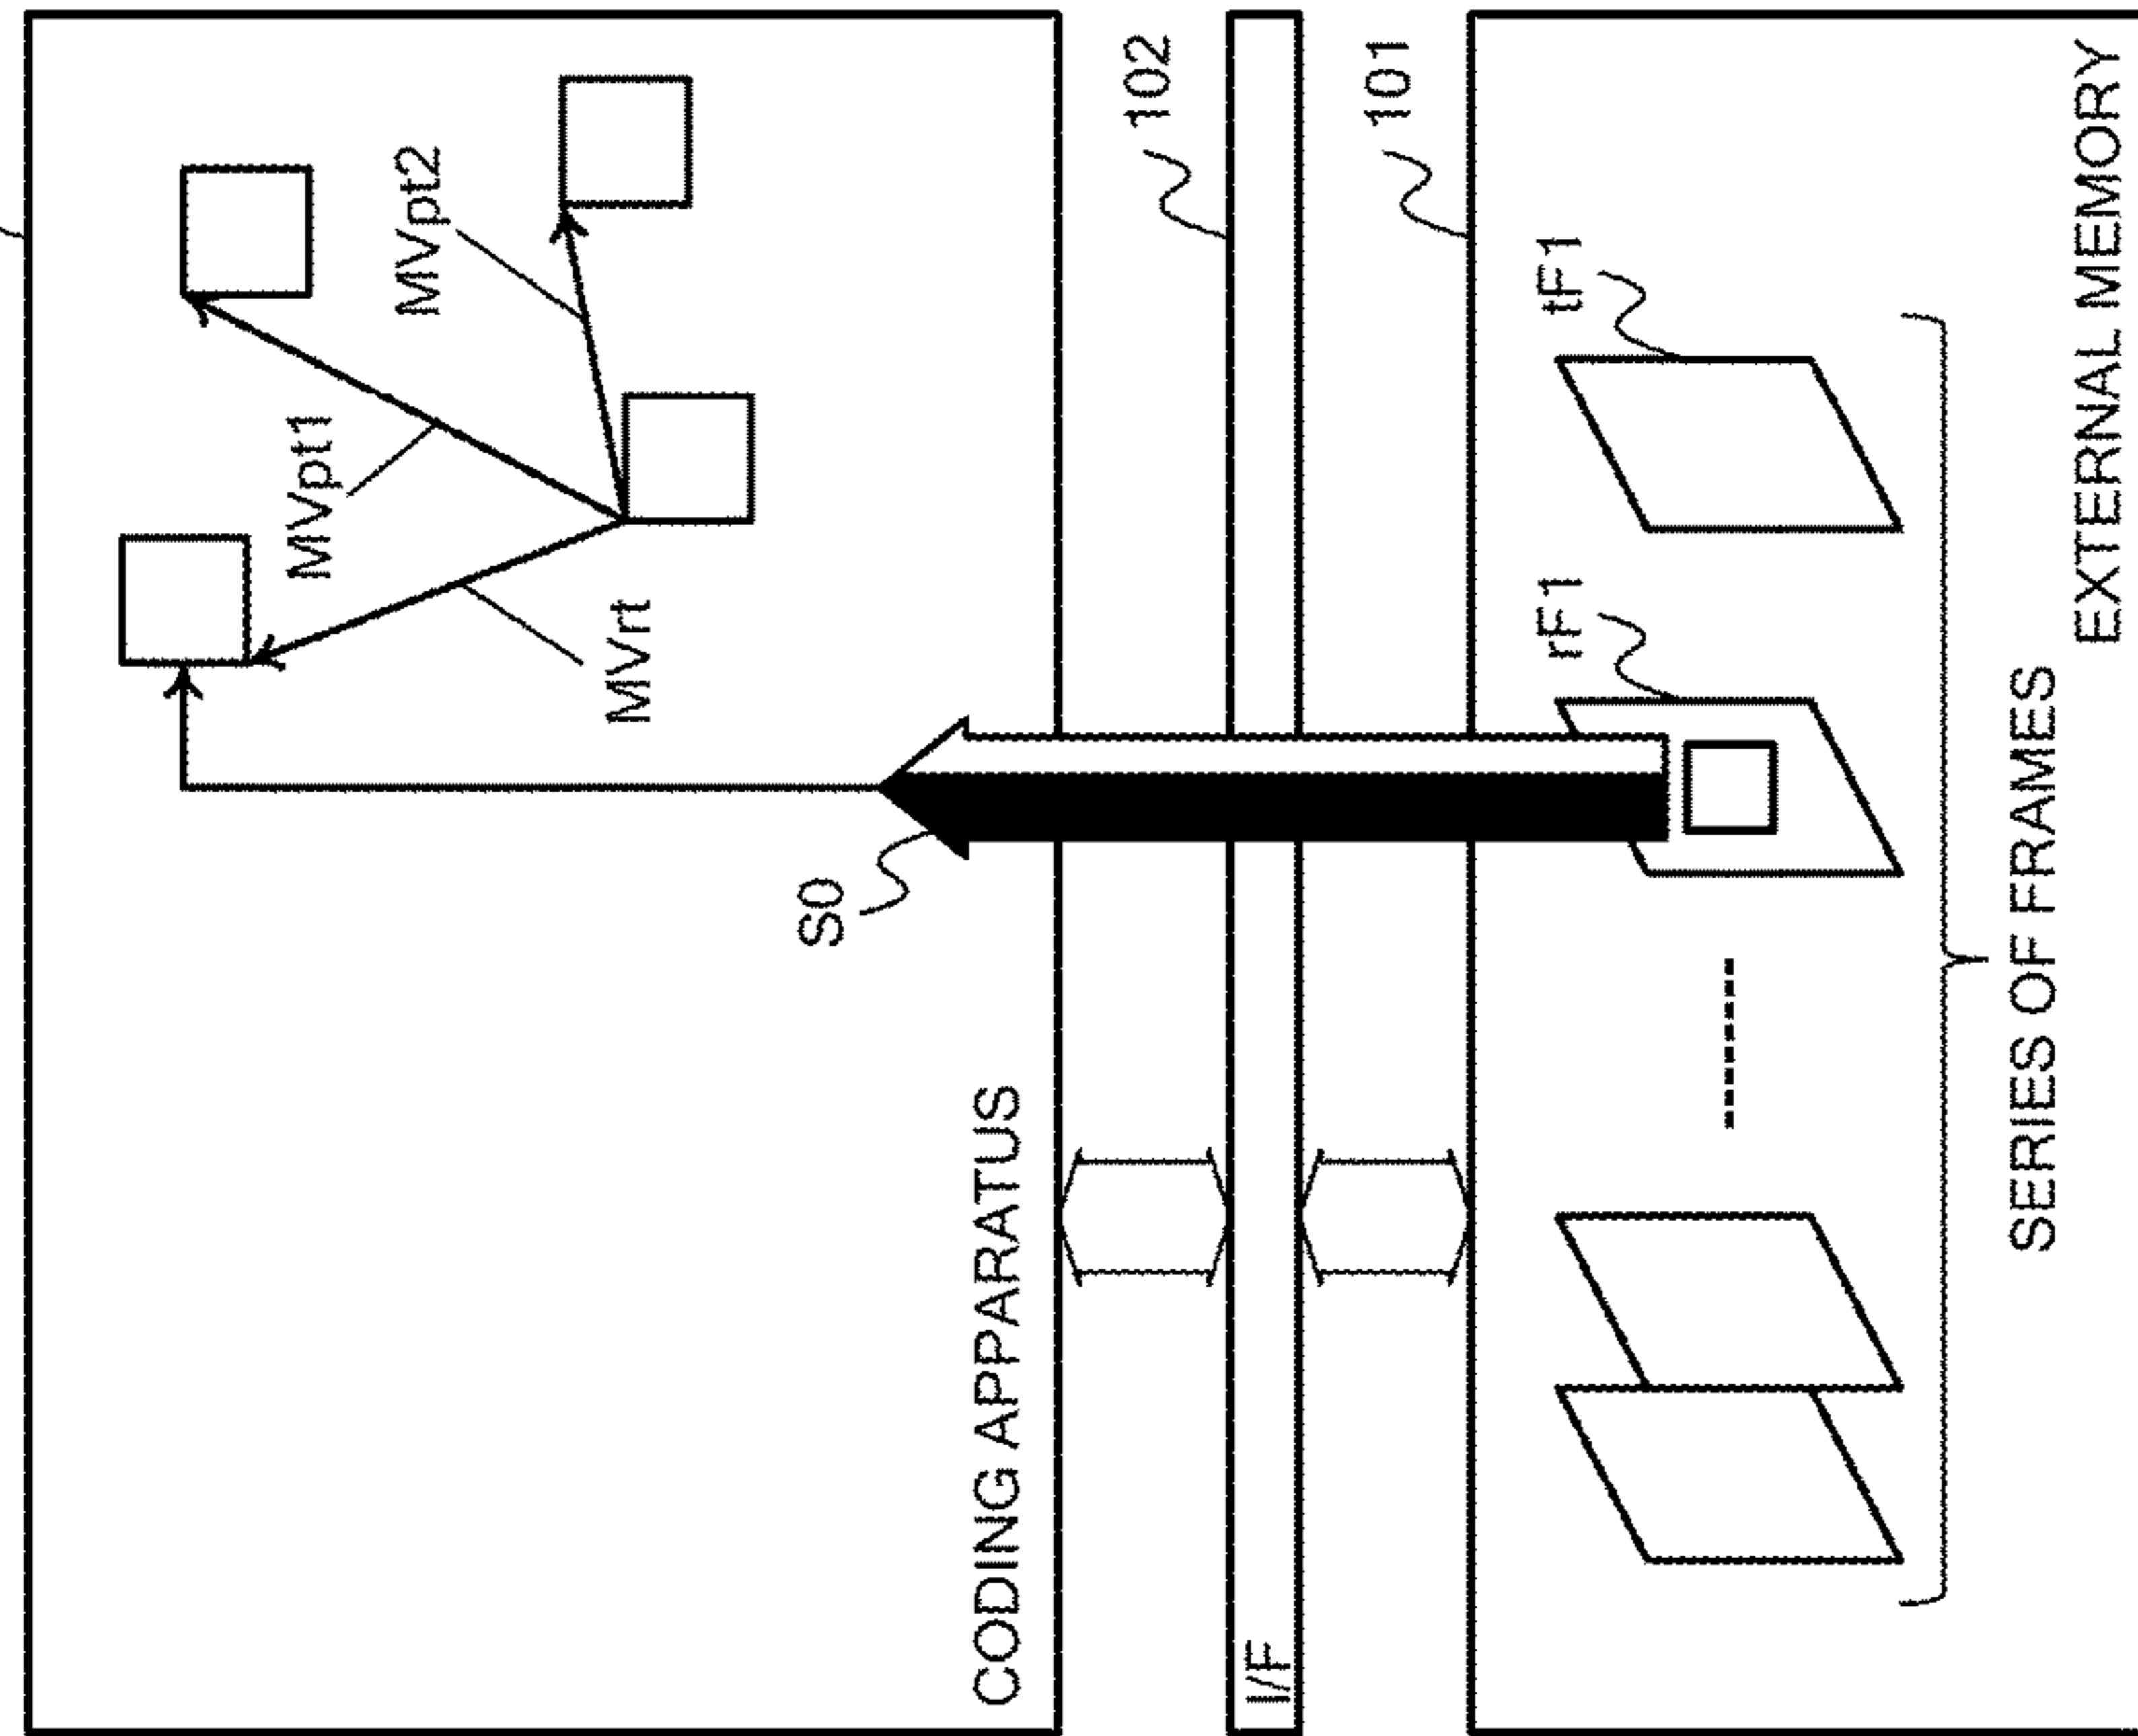 MVpt1
MVpt2
MVrt
S0
CODING APPARATUS
102
I/F
101
rF1
tF1
SERIES OF FRAMES
EXTERNAL MEMORY